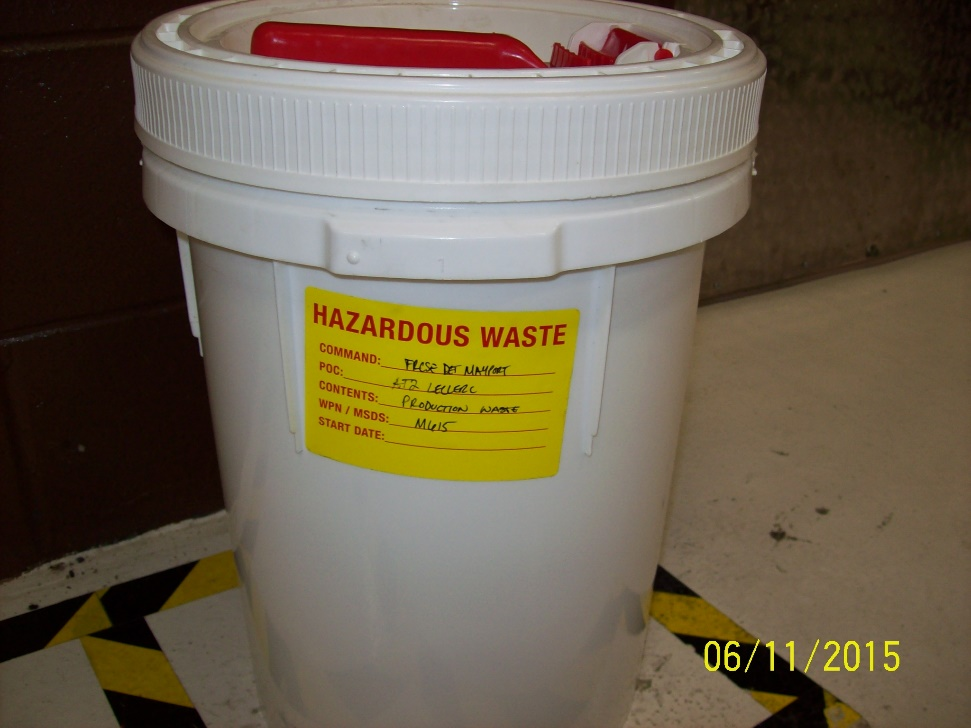 HAZARDOUS WASTE
COMMAND: FRCSE DET MAYPORT
POC: AT2 LECLERC
CONTENTS: PRODUCTION WASTE
WPN / MSDS: M615
START DATE:
06/11/2015